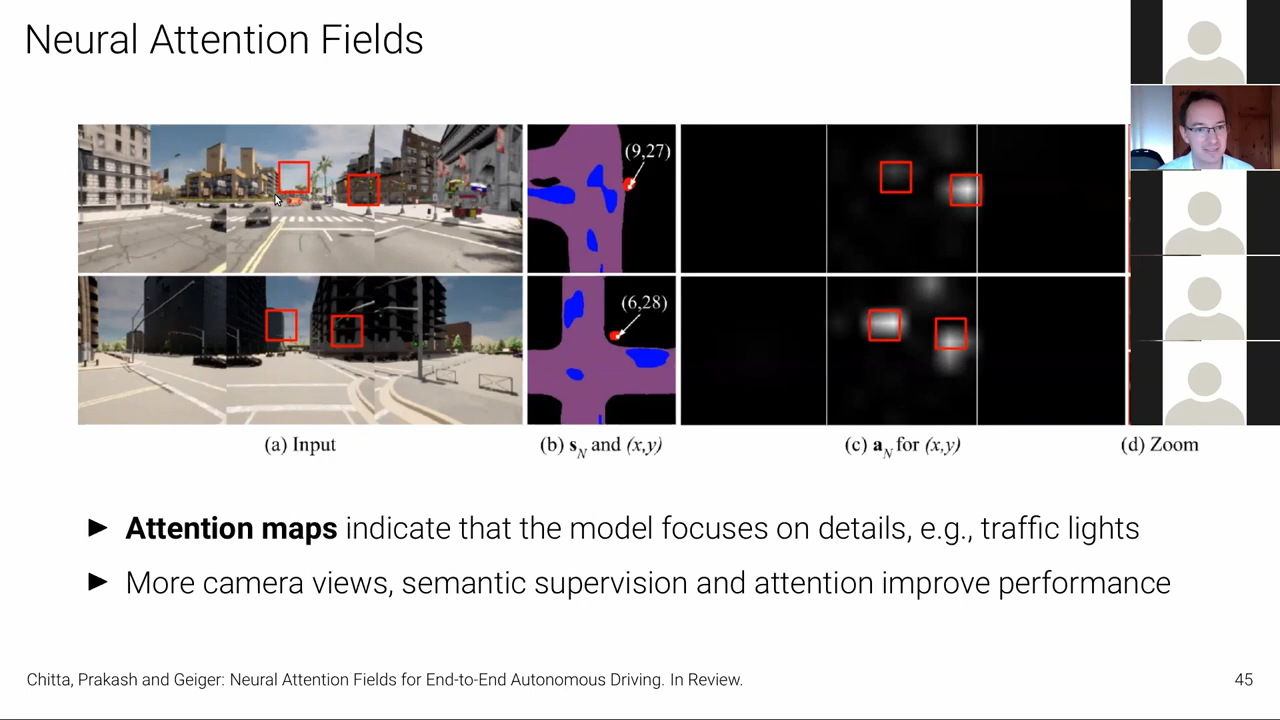 Neural Attention Fields
(9,27)
(6,28)
(a) Input
(b) s_N and (x,y)
(c) a_N for (x,y)
(d) Zoom
► Attention maps indicate that the model focuses on details, e.g., traffic lights
► More camera views, semantic supervision and attention improve performance
Chitta, Prakash and Geiger: Neural Attention Fields for End-to-End Autonomous Driving. In Review.
45